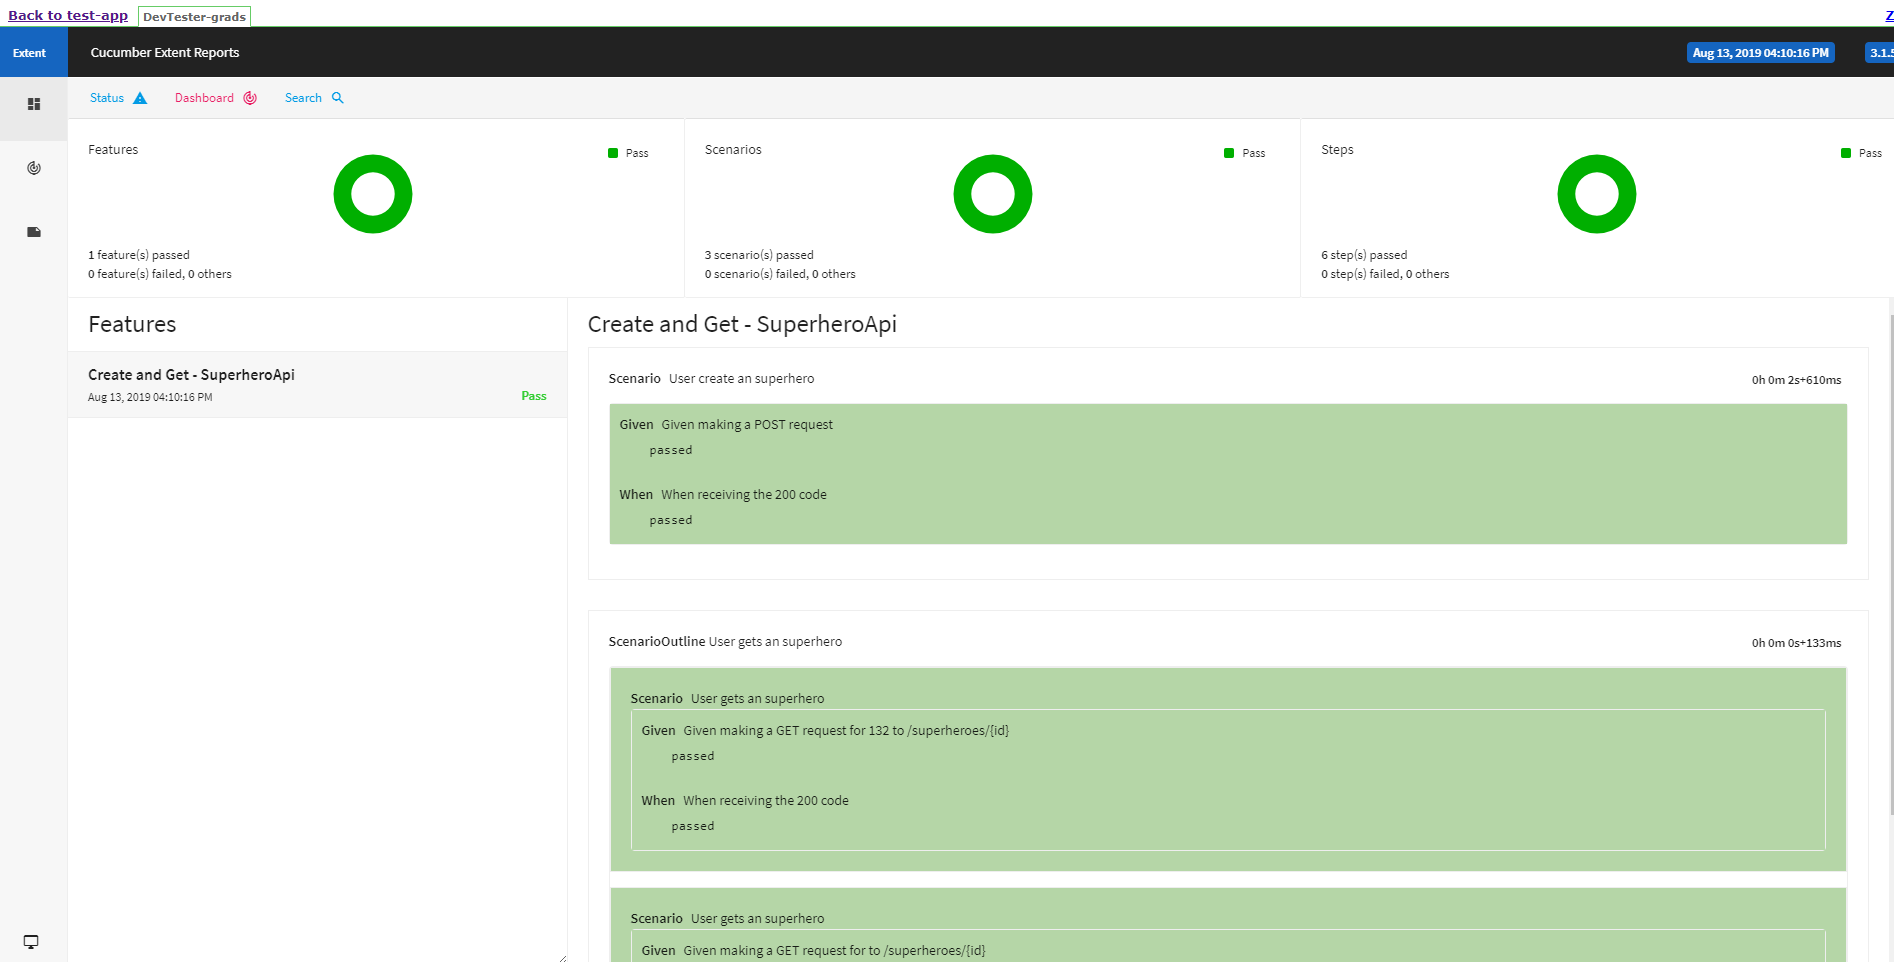 Back to test-app DevTester-grads Z
Extent Cucumber Extent Reports Aug 13, 2019 04:10:16 PM 3.1.5
Status Dashboard Search
Features Pass
1 feature(s) passed
0 feature(s) failed, 0 others
Scenarios Pass
3 scenario(s) passed
0 scenario(s) failed, 0 others
Steps Pass
6 step(s) passed
0 step(s) failed, 0 others
Features
Create and Get - SuperheroApi
Aug 13, 2019 04:10:16 PM Pass
Create and Get - SuperheroApi
Scenario User create an superhero 0h 0m 2s+610ms
Given Given making a POST request
passed
When When receiving the 200 code
passed
ScenarioOutline User gets an superhero 0h 0m 0s+133ms
Scenario User gets an superhero
Given Given making a GET request for 132 to /superheroes/{id}
passed
When When receiving the 200 code
passed
Scenario User gets an superhero
Given Given making a GET request for to /superheroes/{id}